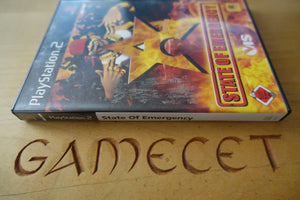 PlayStation 2
STATE OF EMERGENCY
VIS
PlayStation 2
State Of Emergency
GAMECET